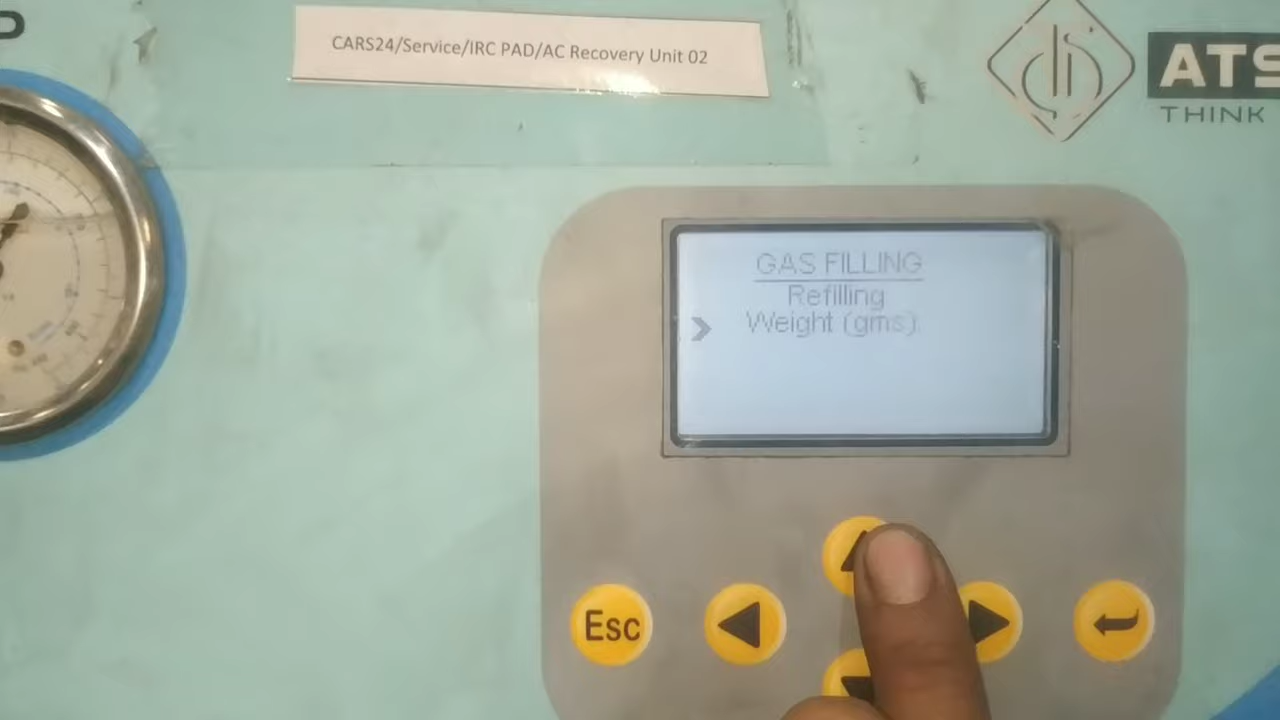 P
CARS24/Service/IRC PAD/AC Recovery Unit 02
ATS
THINK
GAS FILLING
Refilling
Weight (gms)
Esc